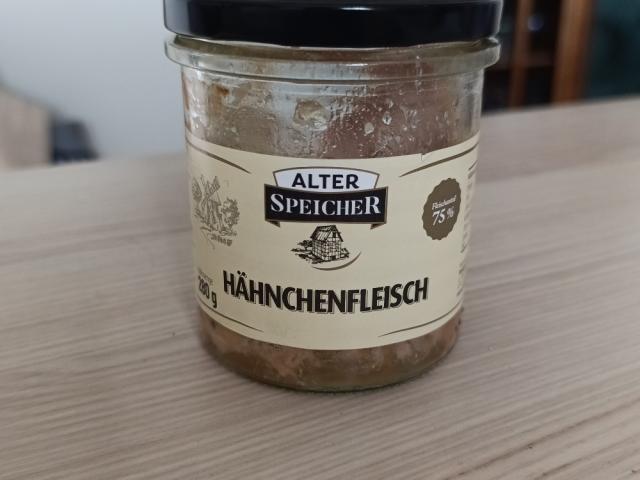 ALTER
SPEICHER
Fleischanteil
75 %
280 g
HÄHNCHENFLEISCH